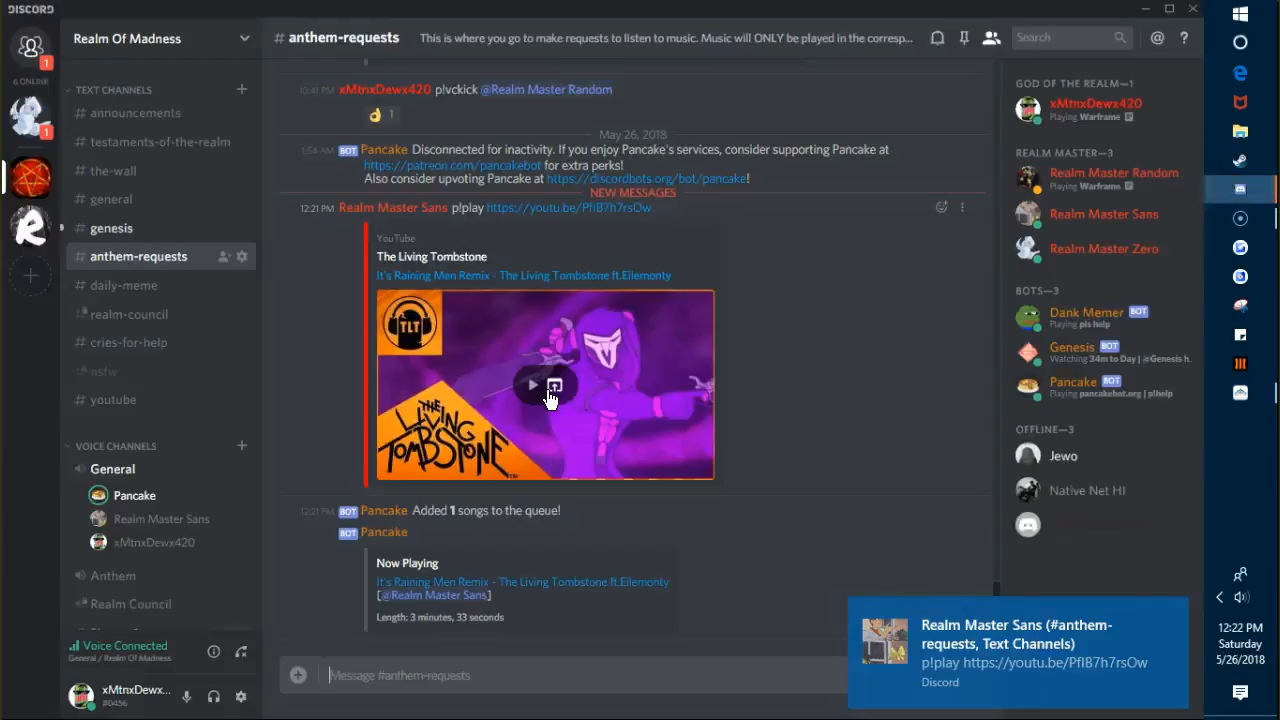 DISCORD
Realm Of Madness
# anthem-requests
This is where you go to make requests to listen to music. Music will ONLY be played in the corresp...
Search
1
6 ONLINE
1
TEXT CHANNELS
# announcements
# testaments-of-the-realm
# the-wall
# general
# genesis
# anthem-requests
# daily-meme
realm-council
# cries-for-help
nsfw
# youtube
VOICE CHANNELS
General
Pancake
Realm Master Sans
xMtnxDewx420
Anthem
Realm Council
Voice Connected
General / Realm Of Madness
xMtnxDewx...
#0456
10:41 PM xMtnxDewx420 p!vckick @Realm Master Random
👌 1
May 26, 2018
1:54 AM BOT Pancake Disconnected for inactivity. If you enjoy Pancake's services, consider supporting Pancake at
https://patreon.com/pancakebot for extra perks!
Also consider upvoting Pancake at https://discordbots.org/bot/pancake!
NEW MESSAGES
12:21 PM Realm Master Sans p!play https://youtu.be/PfIB7h7rsOw
YouTube
The Living Tombstone
It's Raining Men Remix - The Living Tombstone ft.Eilemonty
TLT
THE LIVING TOMBSTONE
12:21 PM BOT Pancake Added 1 songs to the queue!
BOT Pancake
Now Playing
It's Raining Men Remix - The Living Tombstone ft.Eilemonty
[@Realm Master Sans]
Length: 3 minutes, 33 seconds
Message #anthem-requests
GOD OF THE REALM—1
xMtnxDewx420
Playing Warframe
REALM MASTER—3
Realm Master Random
Playing Warframe
Realm Master Sans
Realm Master Zero
BOTS—3
Dank Memer BOT
Playing pls help
Genesis BOT
Watching 34m to Day | @Genesis h.
Pancake BOT
Playing pancakebot.org | p!help
OFFLINE—3
Jewo
Native Net HI
Realm Master Sans (#anthem-
requests, Text Channels)
p!play https://youtu.be/PfIB7h7rsOw
Discord
12:22 PM
Saturday
5/26/2018